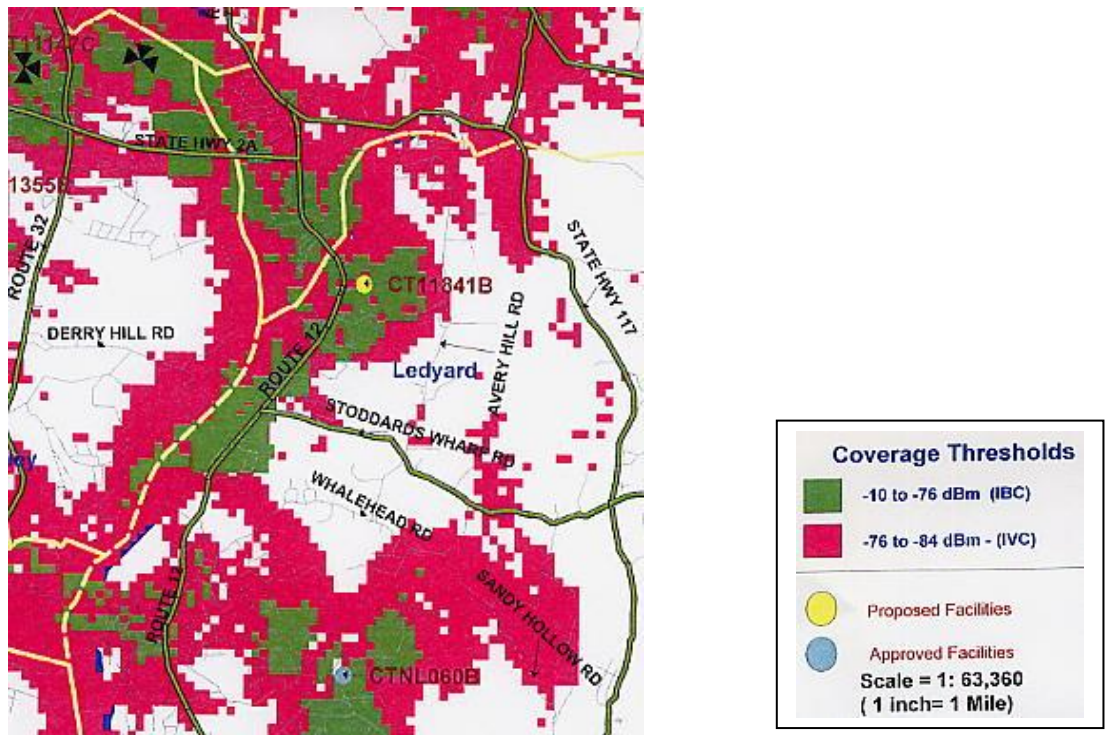 T11147C
STATE HWY 2A
1355
ROUTE 32
STATE HWY 117
CT11841B
DERRY HILL RD
ROUTE 12
AVERY HILL RD
Ledyard
STODDARDS WHARF RD
WHALEHEAD RD
SANDY HOLLOW RD
ROUTE 12
CTNL060B
Coverage Thresholds
-10 to -76 dBm (IBC)
-76 to -84 dBm - (IVC)
Proposed Facilities
Approved Facilities
Scale = 1: 63,360
( 1 inch= 1 Mile)